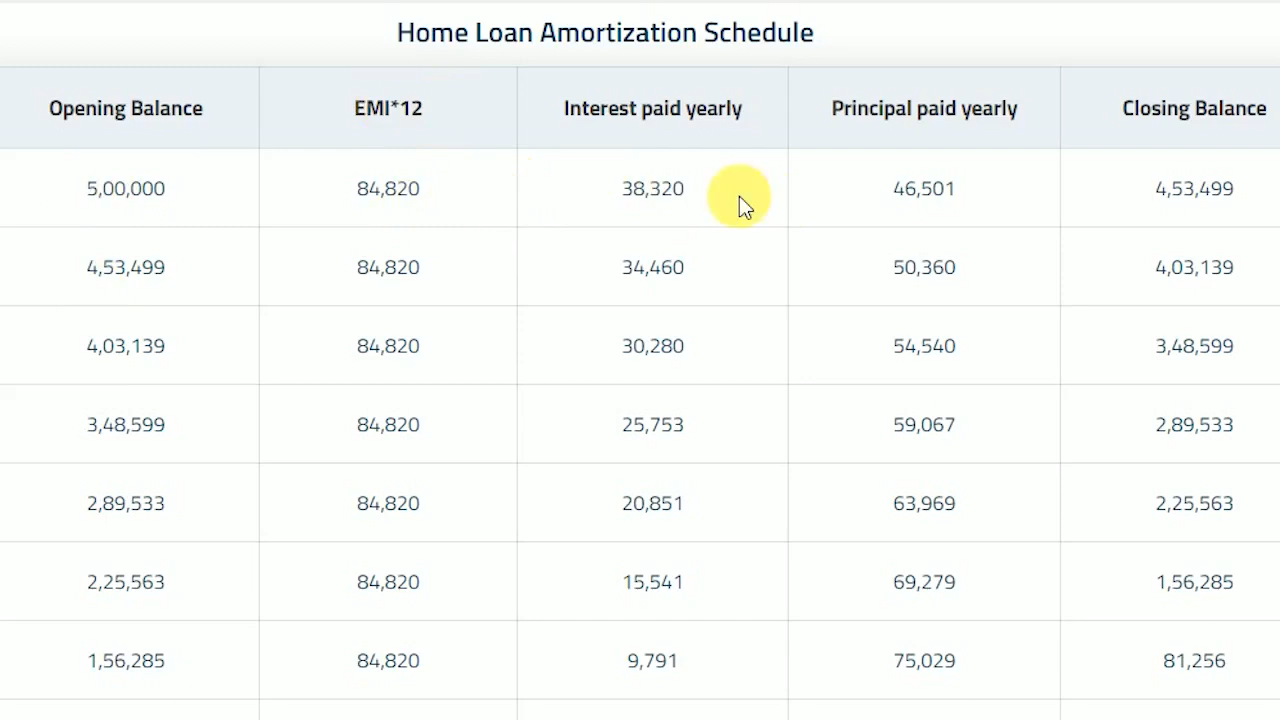 Home Loan Amortization Schedule
Opening Balance EMI*12 Interest paid yearly Principal paid yearly Closing Balance
5,00,000 84,820 38,320 46,501 4,53,499
4,53,499 84,820 34,460 50,360 4,03,139
4,03,139 84,820 30,280 54,540 3,48,599
3,48,599 84,820 25,753 59,067 2,89,533
2,89,533 84,820 20,851 63,969 2,25,563
2,25,563 84,820 15,541 69,279 1,56,285
1,56,285 84,820 9,791 75,029 81,256